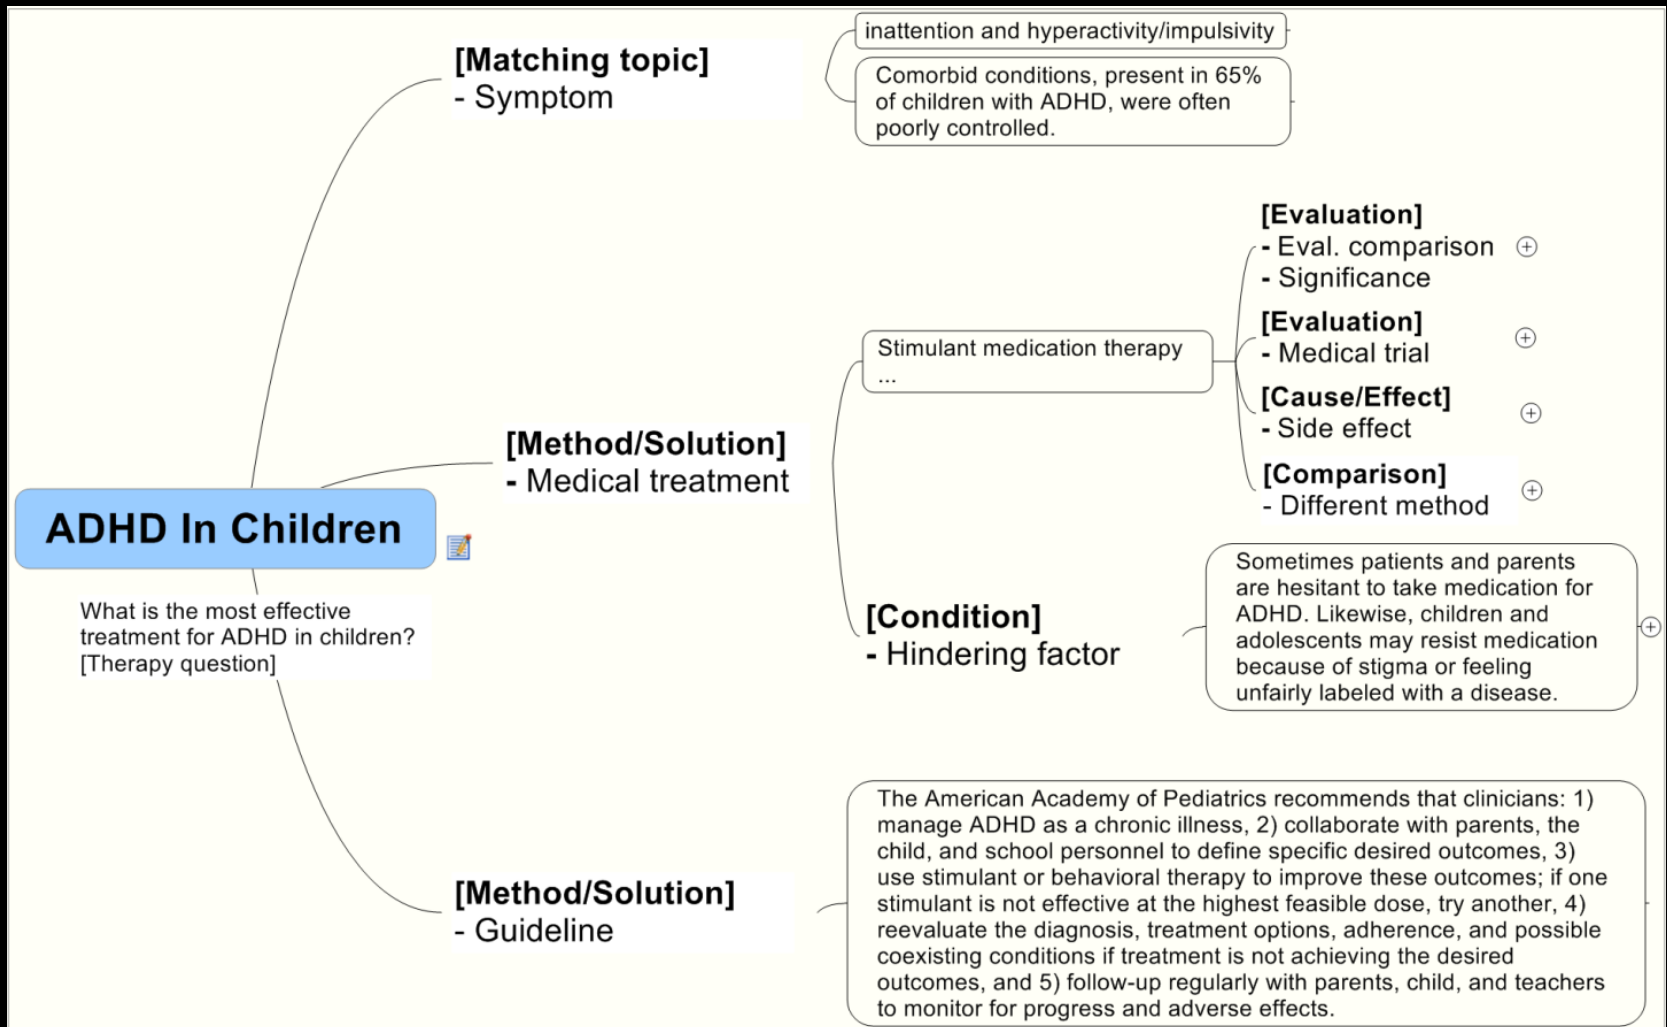 [Matching topic]
- Symptom
inattention and hyperactivity/impulsivity
Comorbid conditions, present in 65%
of children with ADHD, were often
poorly controlled.
[Method/Solution]
- Medical treatment
Stimulant medication therapy
...
[Evaluation]
- Eval. comparison
- Significance
[Evaluation]
- Medical trial
[Cause/Effect]
- Side effect
[Comparison]
- Different method
[Condition]
- Hindering factor
Sometimes patients and parents
are hesitant to take medication for
ADHD. Likewise, children and
adolescents may resist medication
because of stigma or feeling
unfairly labeled with a disease.
ADHD In Children
What is the most effective
treatment for ADHD in children?
[Therapy question]
[Method/Solution]
- Guideline
The American Academy of Pediatrics recommends that clinicians: 1)
manage ADHD as a chronic illness, 2) collaborate with parents, the
child, and school personnel to define specific desired outcomes, 3)
use stimulant or behavioral therapy to improve these outcomes; if one
stimulant is not effective at the highest feasible dose, try another, 4)
reevaluate the diagnosis, treatment options, adherence, and possible
coexisting conditions if treatment is not achieving the desired
outcomes, and 5) follow-up regularly with parents, child, and teachers
to monitor for progress and adverse effects.